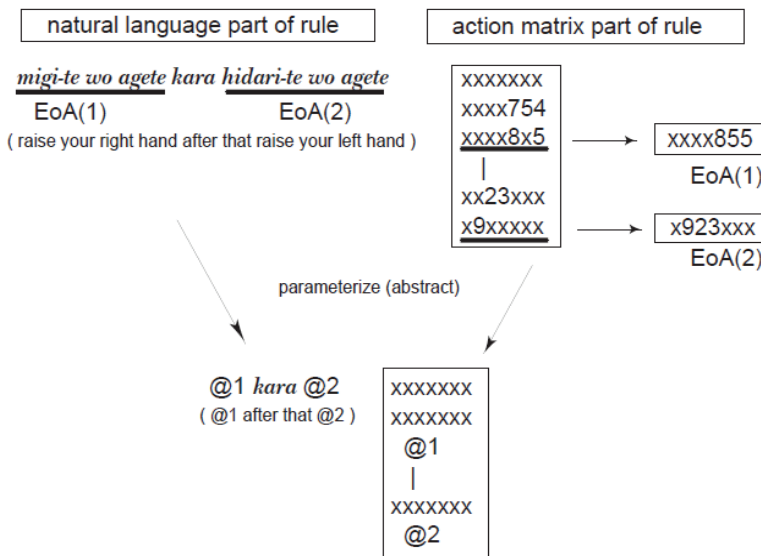 natural language part of rule
migi-te wo agete kara hidari-te wo agete
EoA(1) EoA(2)
( raise your right hand after that raise your left hand )
action matrix part of rule
xxxxxxx
xxxx754
xxxx8x5
|
xx23xxx
x9xxxxx
xxxx855
EoA(1)
x923xxx
EoA(2)
parameterize (abstract)
@1 kara @2
( @1 after that @2 )
xxxxxxx
xxxxxxx
@1
|
xxxxxxx
@2